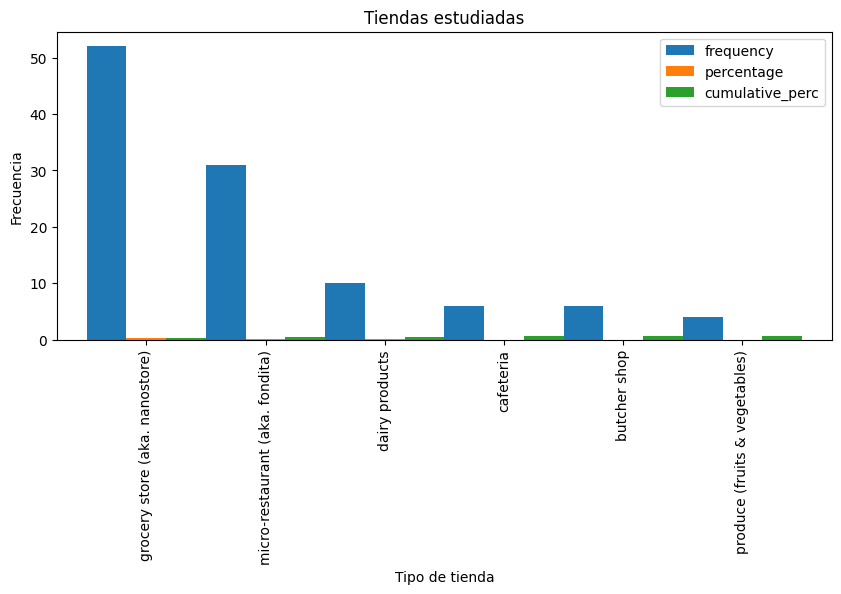 Tiendas estudiadas
frequency
percentage
cumulative_perc
Frecuencia
50
40
30
20
10
0
grocery store (aka. nanostore)
micro-restaurant (aka. fondita)
dairy products
cafeteria
butcher shop
produce (fruits & vegetables)
Tipo de tienda